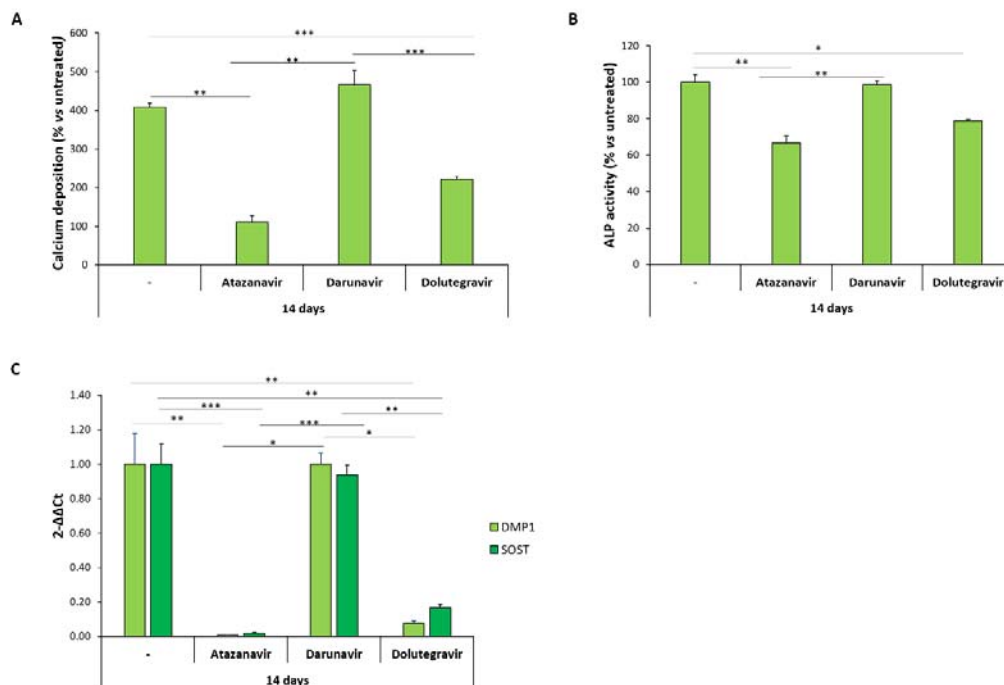 A
Calcium deposition (% vs untreated)
600
500
400
300
200
100
0
***
**
***
**
-
Atazanavir
Darunavir
Dolutegravir
14 days
B
ALP activity (% vs untreated)
120
100
80
60
40
20
0
*
**
**
-
Atazanavir
Darunavir
Dolutegravir
14 days
C
2-ΔΔCt
1.40
1.20
1.00
0.80
0.60
0.40
0.20
0.00
**
**
***
**
**
***
*
*
DMP1
SOST
-
Atazanavir
Darunavir
Dolutegravir
14 days